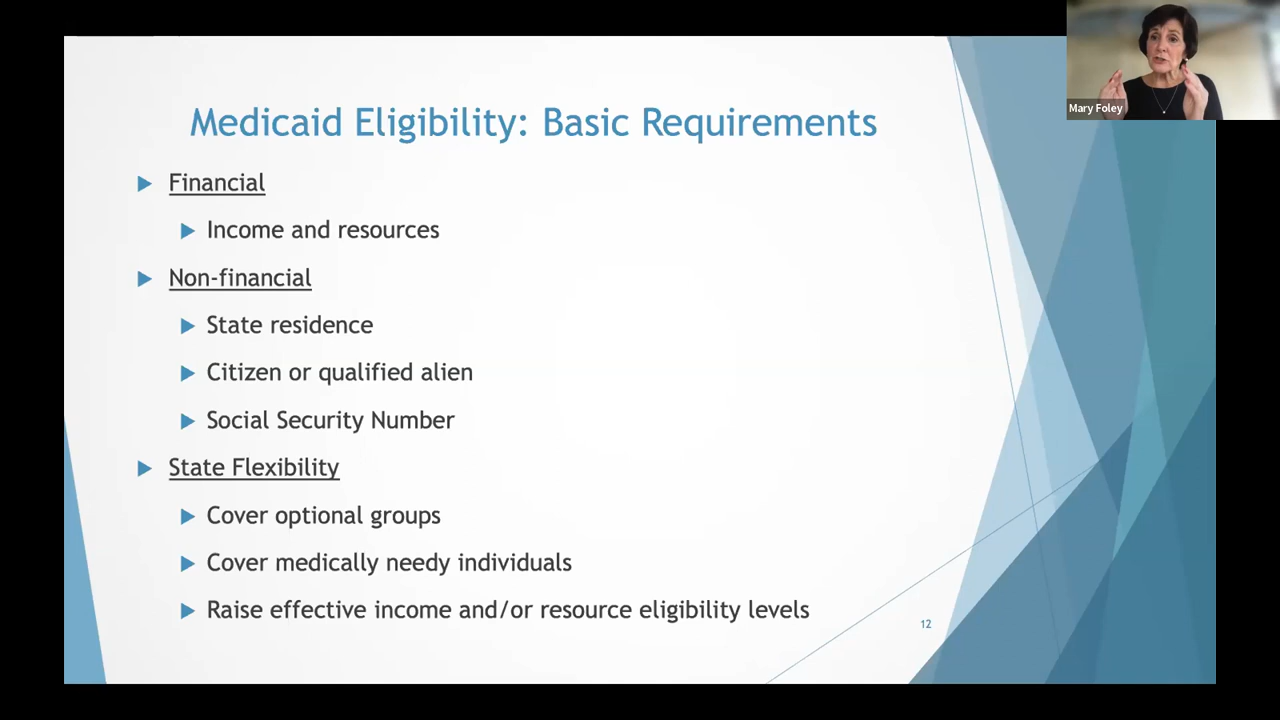 Medicaid Eligibility: Basic Requirements
Financial
Income and resources
Non-financial
State residence
Citizen or qualified alien
Social Security Number
State Flexibility
Cover optional groups
Cover medically needy individuals
Raise effective income and/or resource eligibility levels
12
Mary Foley